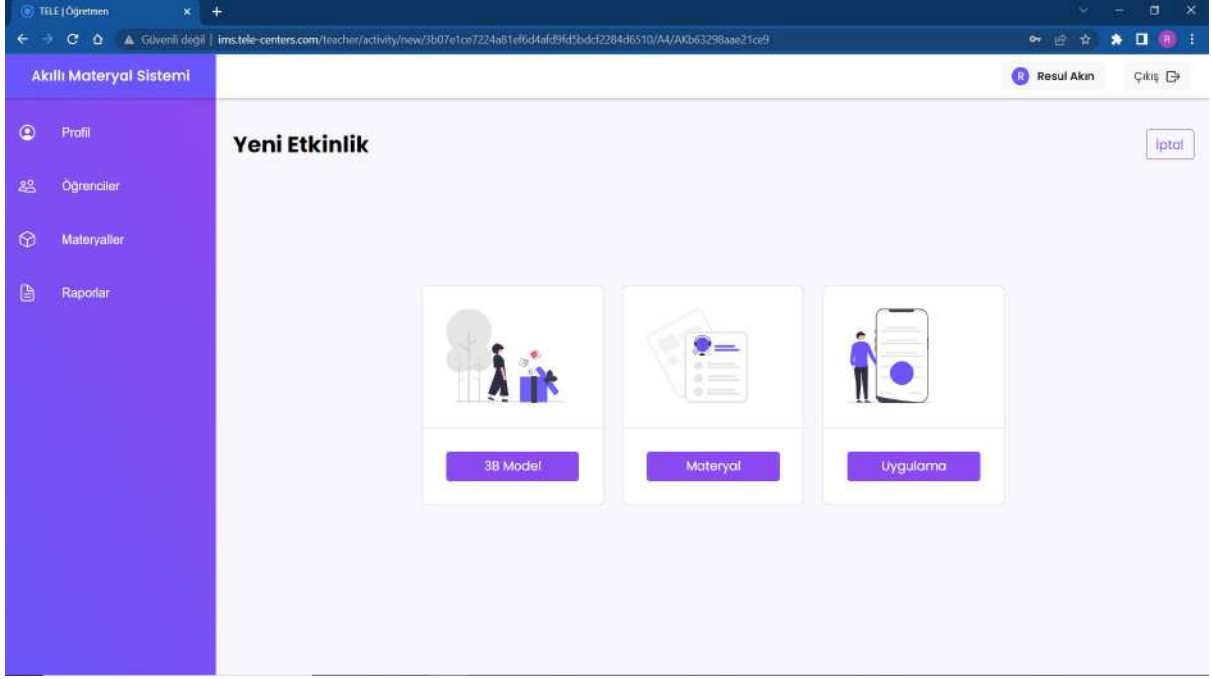 TELE | Öğretmen
Güvenli değil | ims.tele-centers.com/teacher/activity/new/3b07e1ce7224a81ef6d4afd9fd5bdcf2284d6510/A4/AKb63298aae21ce9
R
Akıllı Materyal Sistemi
R Resul Akın
Çıkış
Profil
Öğrenciler
Materyaller
Raporlar
Yeni Etkinlik
İptal
3B Model
Materyal
Uygulama